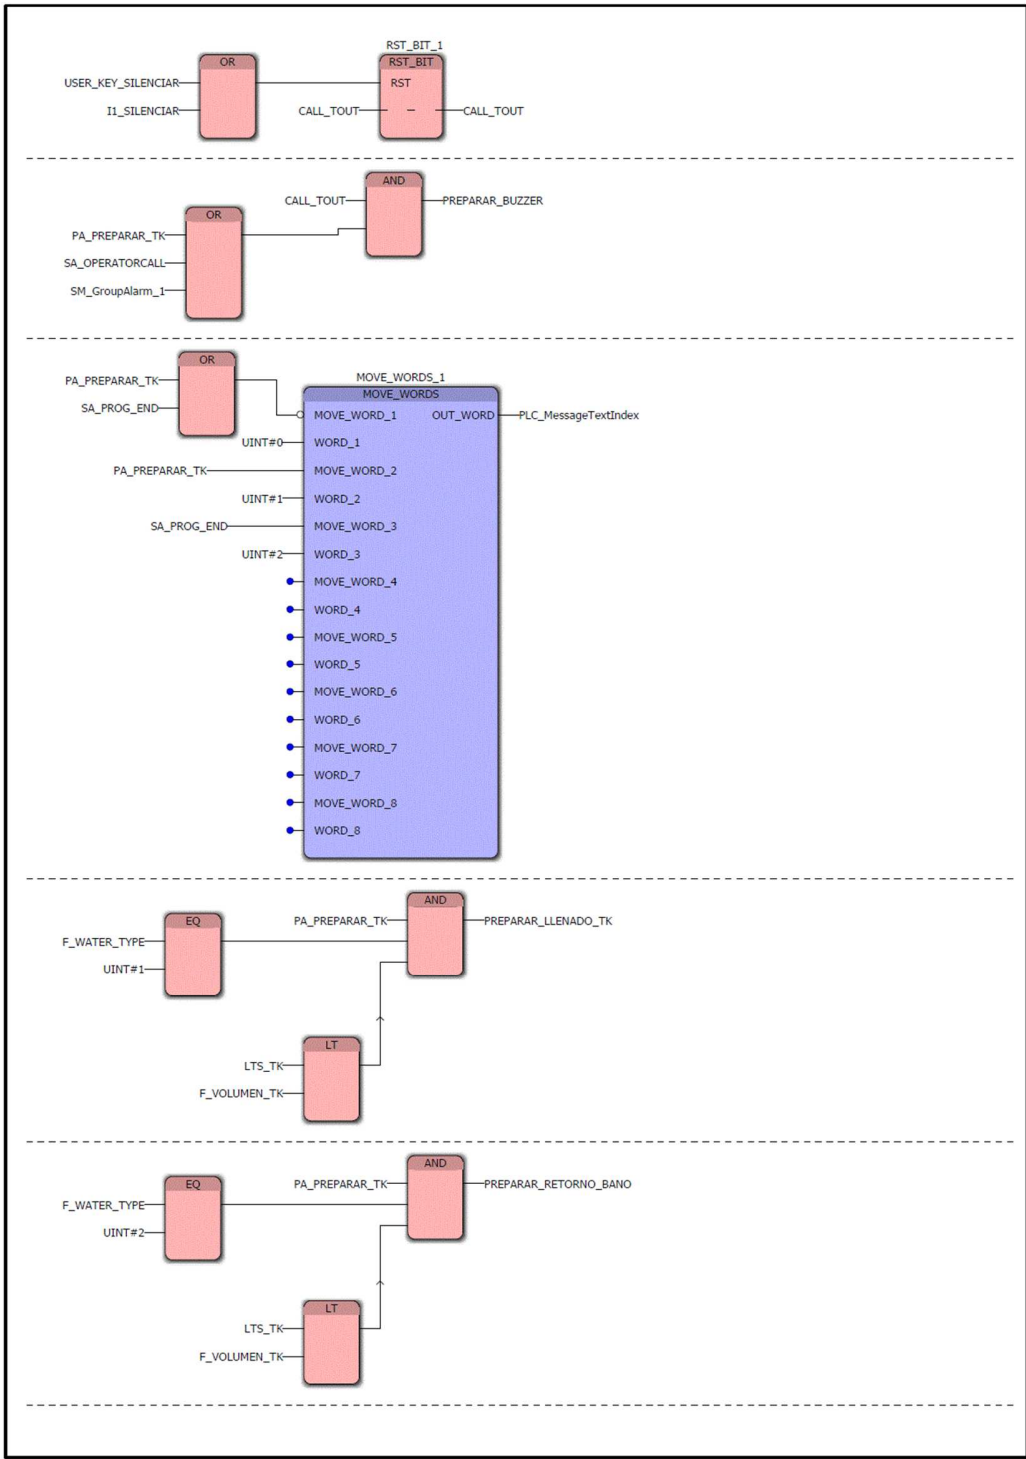 RST_BIT_1
OR
RST_BIT
USER_KEY_SILENCIAR
RST
I1_SILENCIAR
CALL_TOUT
CALL_TOUT
AND
CALL_TOUT
PREPARAR_BUZZER
OR
PA_PREPARAR_TK
SA_OPERATORCALL
SM_GroupAlarm_1
OR
PA_PREPARAR_TK
SA_PROG_END
MOVE_WORDS_1
MOVE_WORDS
MOVE_WORD_1 OUT_WORD PLC_MessageTextIndex
UINT#0 WORD_1
PA_PREPARAR_TK MOVE_WORD_2
UINT#1 WORD_2
SA_PROG_END MOVE_WORD_3
UINT#2 WORD_3
MOVE_WORD_4
WORD_4
MOVE_WORD_5
WORD_5
MOVE_WORD_6
WORD_6
MOVE_WORD_7
WORD_7
MOVE_WORD_8
WORD_8
AND
PA_PREPARAR_TK PREPARAR_LLENADO_TK
EQ
F_WATER_TYPE
UINT#1
LT
LTS_TK
F_VOLUMEN_TK
AND
PA_PREPARAR_TK PREPARAR_RETORNO_BANO
EQ
F_WATER_TYPE
UINT#2
LT
LTS_TK
F_VOLUMEN_TK